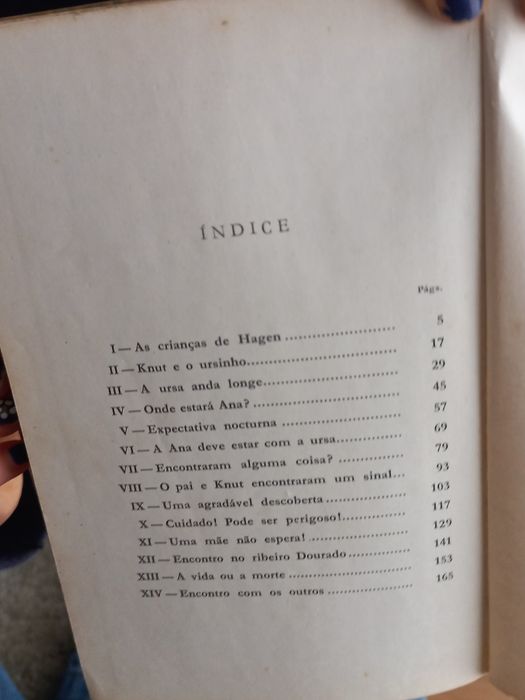 ÍNDICE
Págs.
I — As crianças de Hagen ........................ 5
II — Knut e o ursinho................................ 17
III — A ursa anda longe............................. 29
IV — Onde estará Ana? ............................. 45
V — Expectativa nocturna ......................... 57
VI — A Ana deve estar com a ursa.............. 69
VII — Encontraram alguma coisa? .............. 79
VIII — O pai e Knut encontraram um sinal... 93
IX — Uma agradável descoberta ................. 103
X — Cuidado! Pode ser perigoso!.............. 117
XI — Uma mãe não espera! ...................... 129
XII — Encontro no ribeiro Dourado .............. 141
XIII — A vida ou a morte .......................... 153
XIV — Encontro com os outros .................... 165